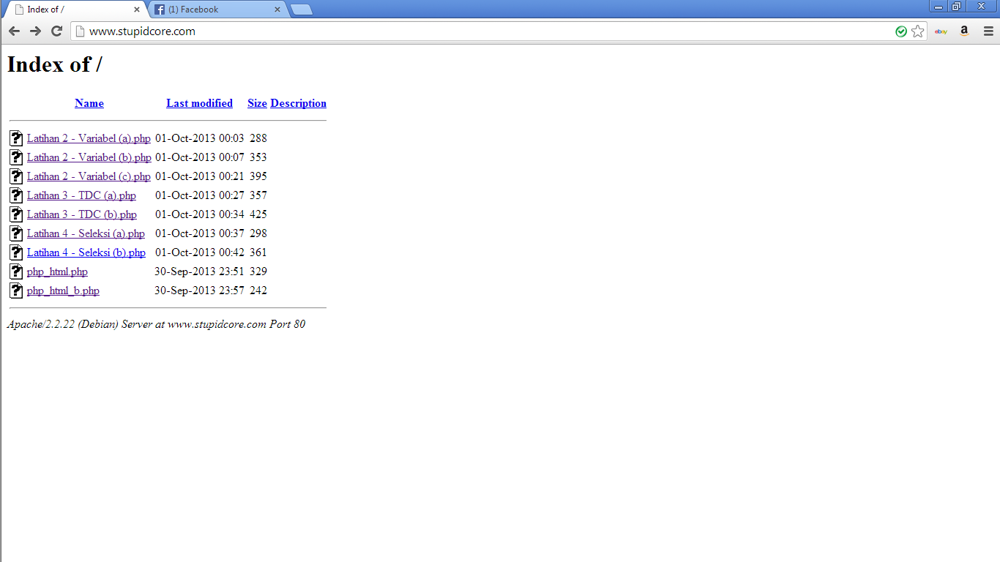 Index of /
(1) Facebook
www.stupidcore.com
ebay
a
Index of /
Name Last modified Size Description
Latihan 2 - Variabel (a).php 01-Oct-2013 00:03 288
Latihan 2 - Variabel (b).php 01-Oct-2013 00:07 353
Latihan 2 - Variabel (c).php 01-Oct-2013 00:21 395
Latihan 3 - TDC (a).php 01-Oct-2013 00:27 357
Latihan 3 - TDC (b).php 01-Oct-2013 00:34 425
Latihan 4 - Seleksi (a).php 01-Oct-2013 00:37 298
Latihan 4 - Seleksi (b).php 01-Oct-2013 00:42 361
php_html.php 30-Sep-2013 23:51 329
php_html_b.php 30-Sep-2013 23:57 242
Apache/2.2.22 (Debian) Server at www.stupidcore.com Port 80